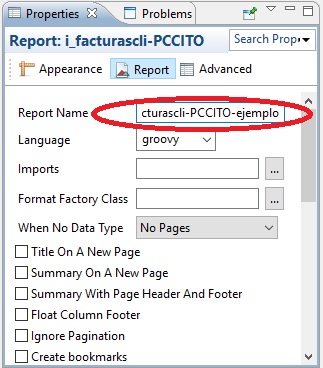 Properties Problems
Report: i_facturascli-PCCITO Search Prope
Appearance Report Advanced
Report Name cturascli-PCCITO-ejemplo
Language groovy
Imports ...
Format Factory Class ...
When No Data Type No Pages
Title On A New Page
Summary On A New Page
Summary With Page Header And Footer
Float Column Footer
Ignore Pagination
Create bookmarks